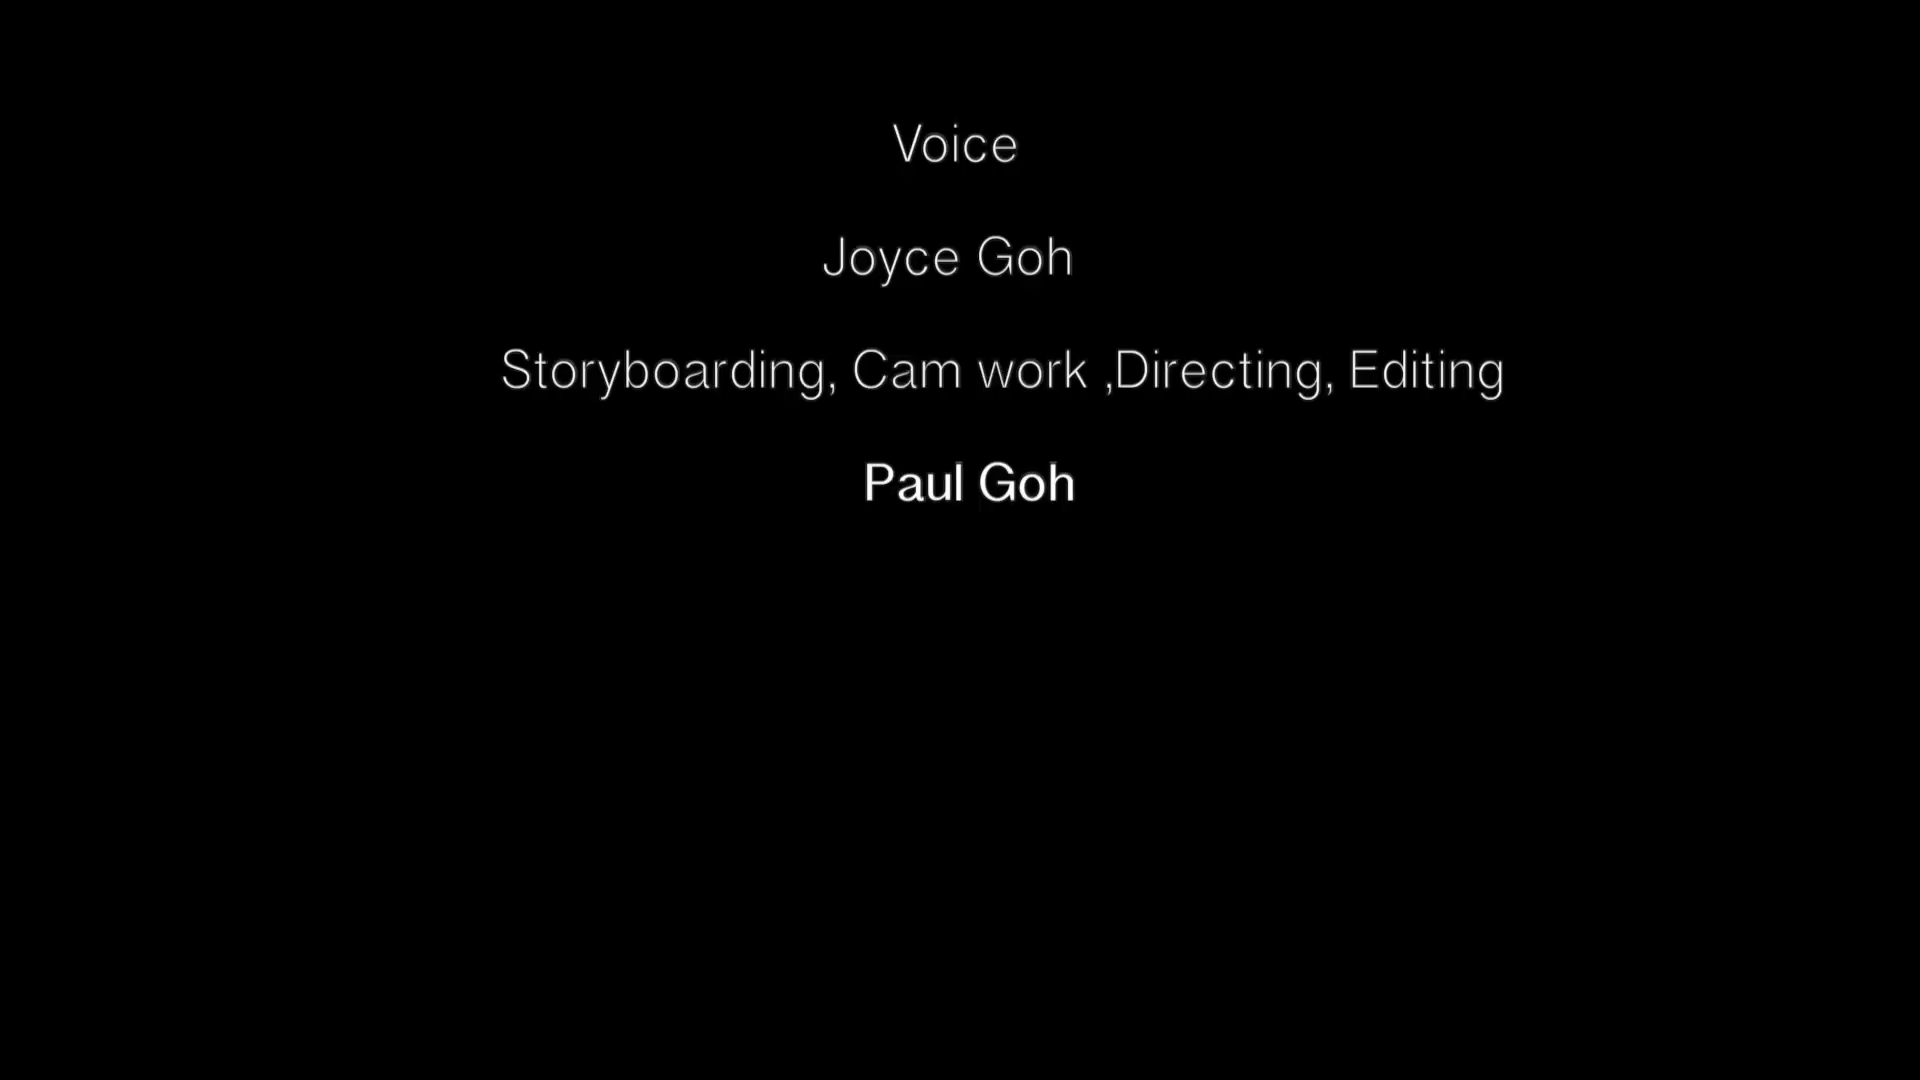 Voice
Joyce Goh
Storyboarding, Cam work ,Directing, Editing
Paul Goh